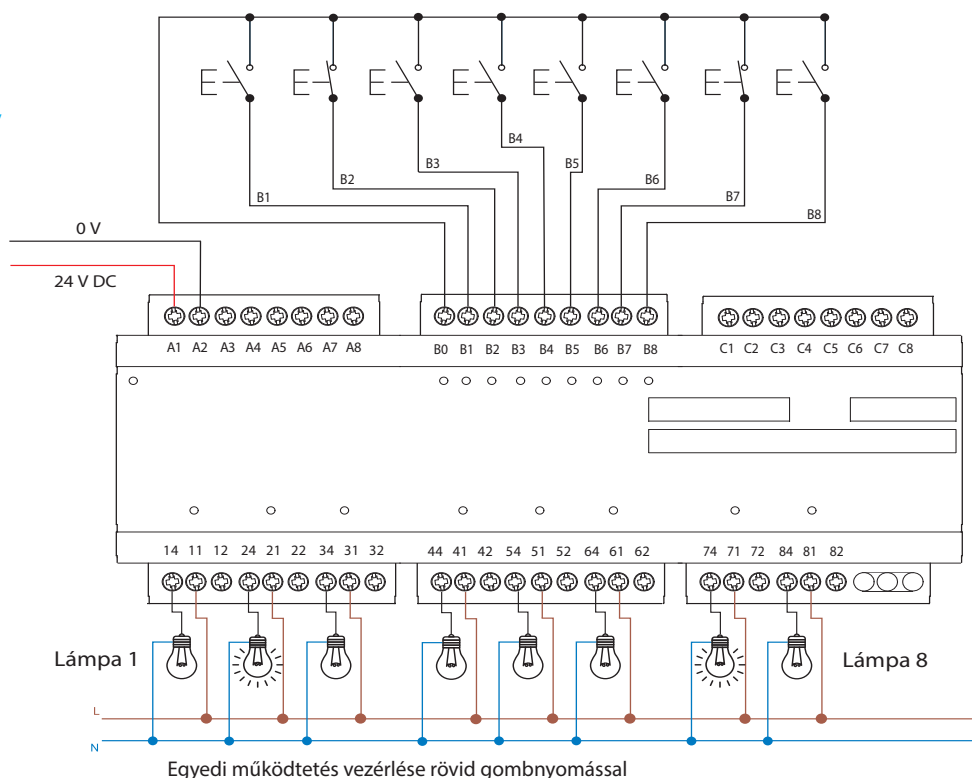 B4
B3
B5
B2
B6
B1
B7
B8
0 V
24 V DC
A1 A2 A3 A4 A5 A6 A7 A8
B0 B1 B2 B3 B4 B5 B6 B7 B8
C1 C2 C3 C4 C5 C6 C7 C8
14 11 12 24 21 22 34 31 32
44 41 42 54 51 52 64 61 62
74 71 72 84 81 82
Lámpa 1
Lámpa 8
L
N
Egyedi működtetés vezérlése rövid gombnyomással